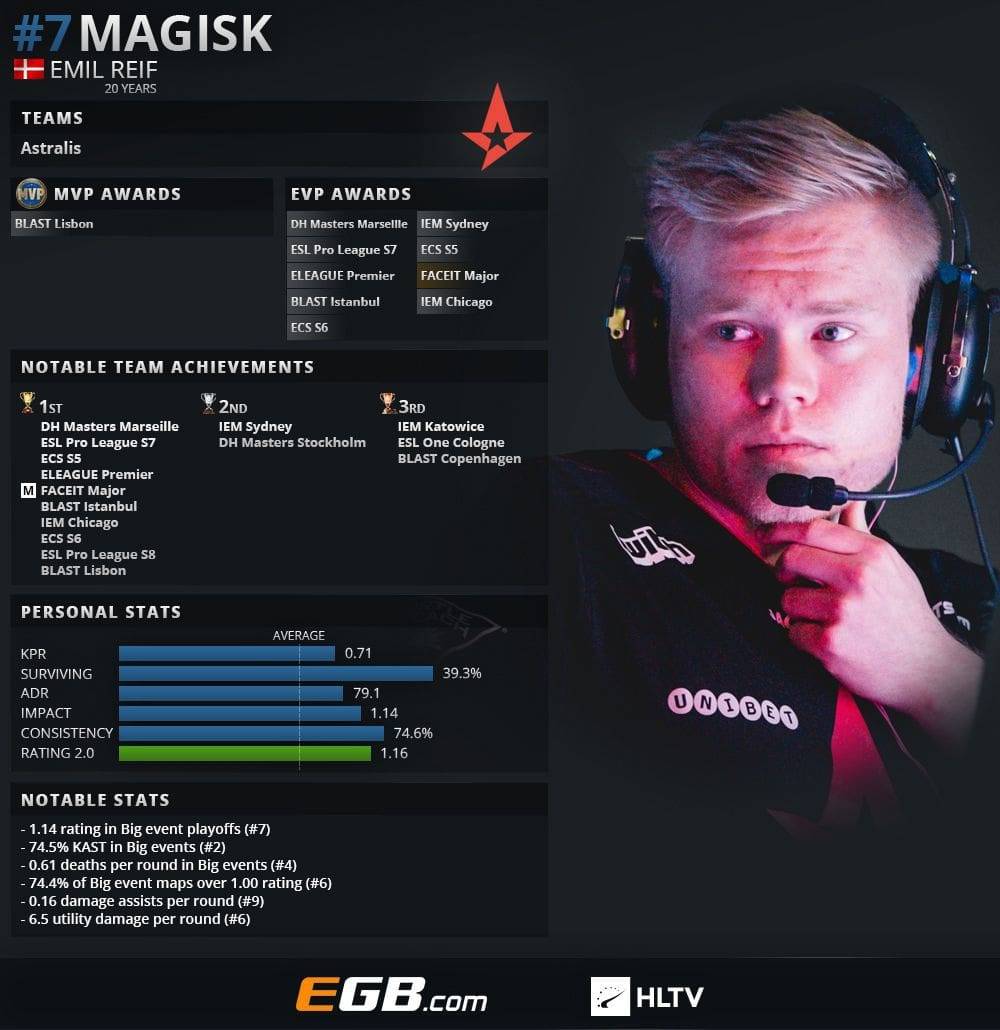 #7 MAGISK
EMIL REIF
20 YEARS
TEAMS
Astralis
MVP MVP AWARDS
BLAST Lisbon
EVP AWARDS
DH Masters Marseille IEM Sydney
ESL Pro League S7 ECS S5
ELEAGUE Premier FACEIT Major
BLAST Istanbul IEM Chicago
ECS S6
NOTABLE TEAM ACHIEVEMENTS
1ST
DH Masters Marseille
ESL Pro League S7
ECS S5
ELEAGUE Premier
M FACEIT Major
BLAST Istanbul
IEM Chicago
ECS S6
ESL Pro League S8
BLAST Lisbon
2ND
IEM Sydney
DH Masters Stockholm
3RD
IEM Katowice
ESL One Cologne
BLAST Copenhagen
PERSONAL STATS
AVERAGE
KPR 0.71
SURVIVING 39.3%
ADR 79.1
IMPACT 1.14
CONSISTENCY 74.6%
RATING 2.0 1.16
NOTABLE STATS
- 1.14 rating in Big event playoffs (#7)
- 74.5% KAST in Big events (#2)
- 0.61 deaths per round in Big events (#4)
- 74.4% of Big event maps over 1.00 rating (#6)
- 0.16 damage assists per round (#9)
- 6.5 utility damage per round (#6)
twitch
UNIBET
EGB.com
HLTV